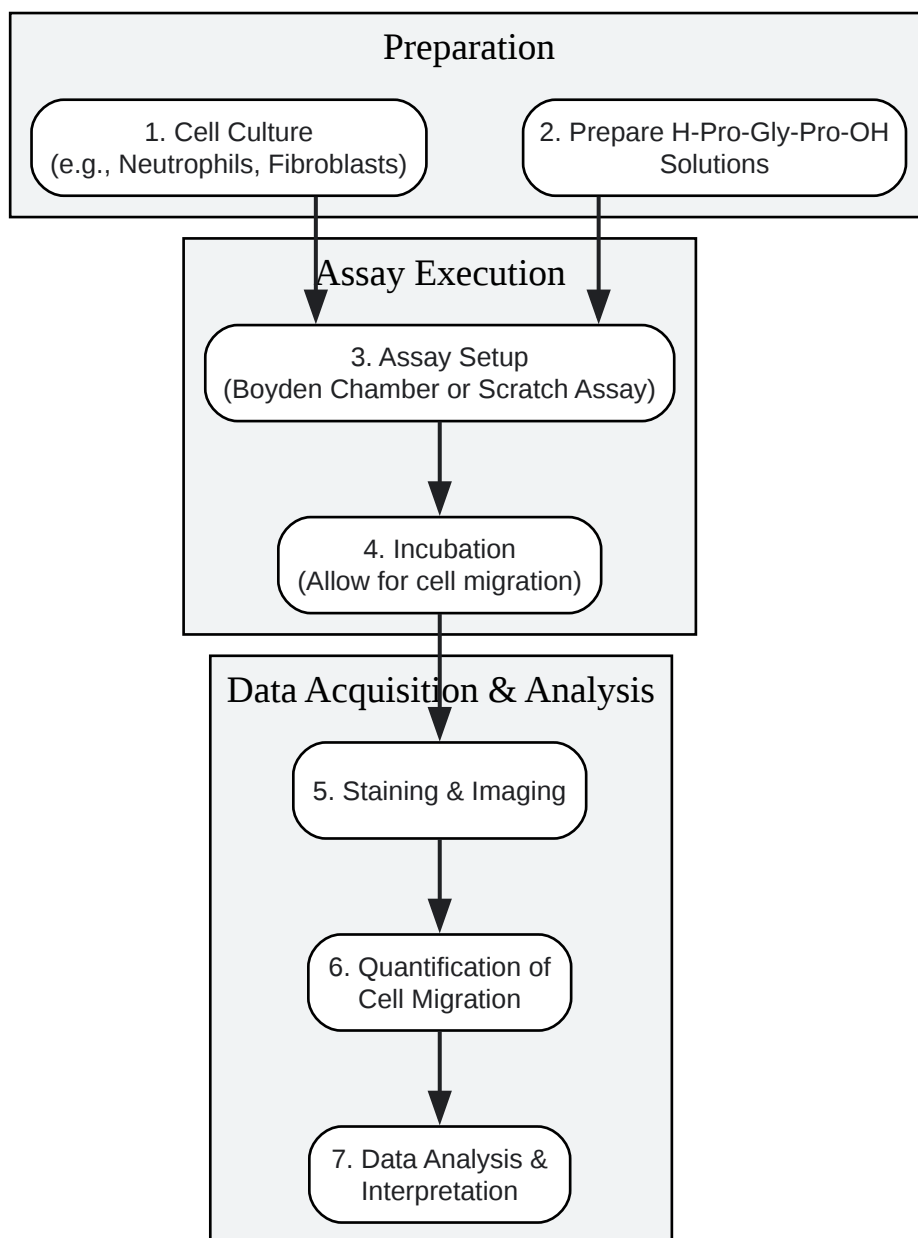 Preparation
1. Cell Culture
(e.g., Neutrophils, Fibroblasts)
2. Prepare H-Pro-Gly-Pro-OH
Solutions
Assay Execution
3. Assay Setup
(Boyden Chamber or Scratch Assay)
4. Incubation
(Allow for cell migration)
Data Acquisition & Analysis
5. Staining & Imaging
6. Quantification of
Cell Migration
7. Data Analysis &
Interpretation